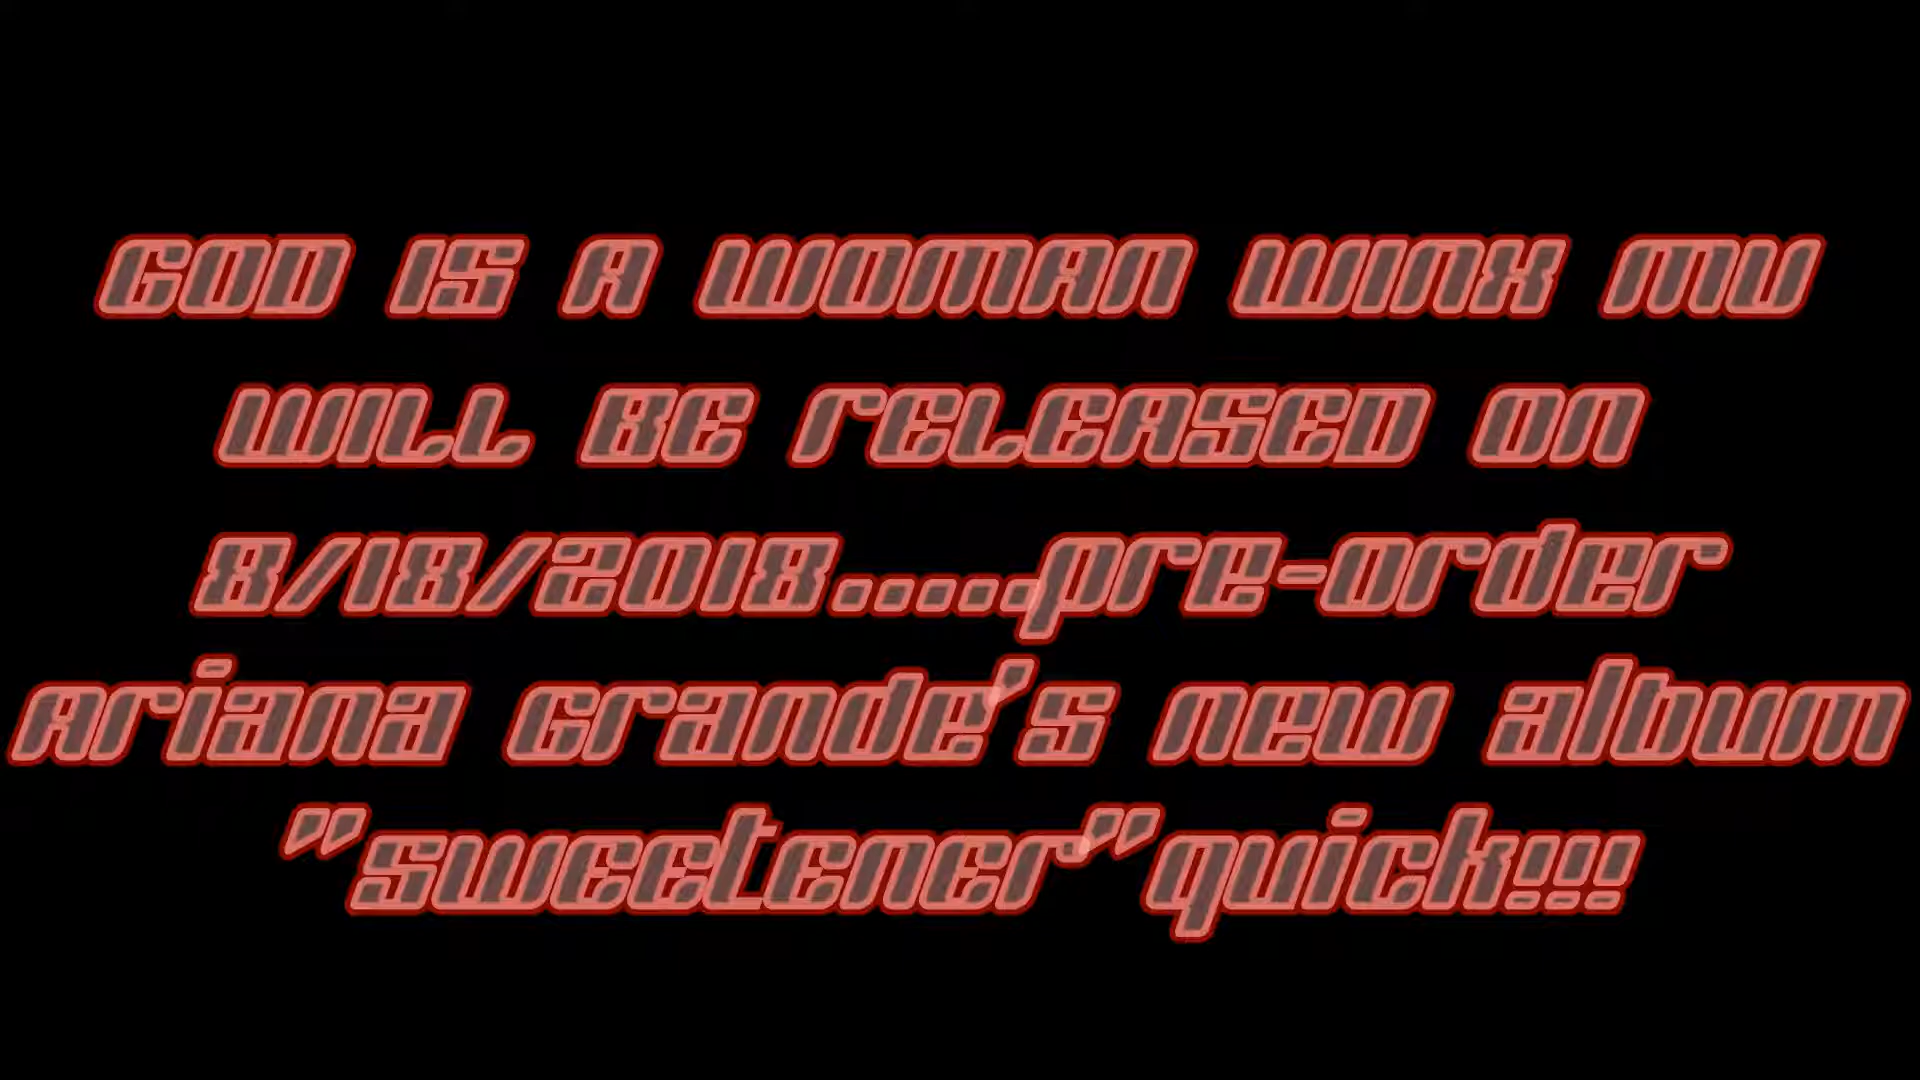 GOD IS A WOMAN WINX MV
WILL BE RELEASED ON
8/18/2018.....pre-order
Ariana Grande's new album
"sweetener"quick!!!